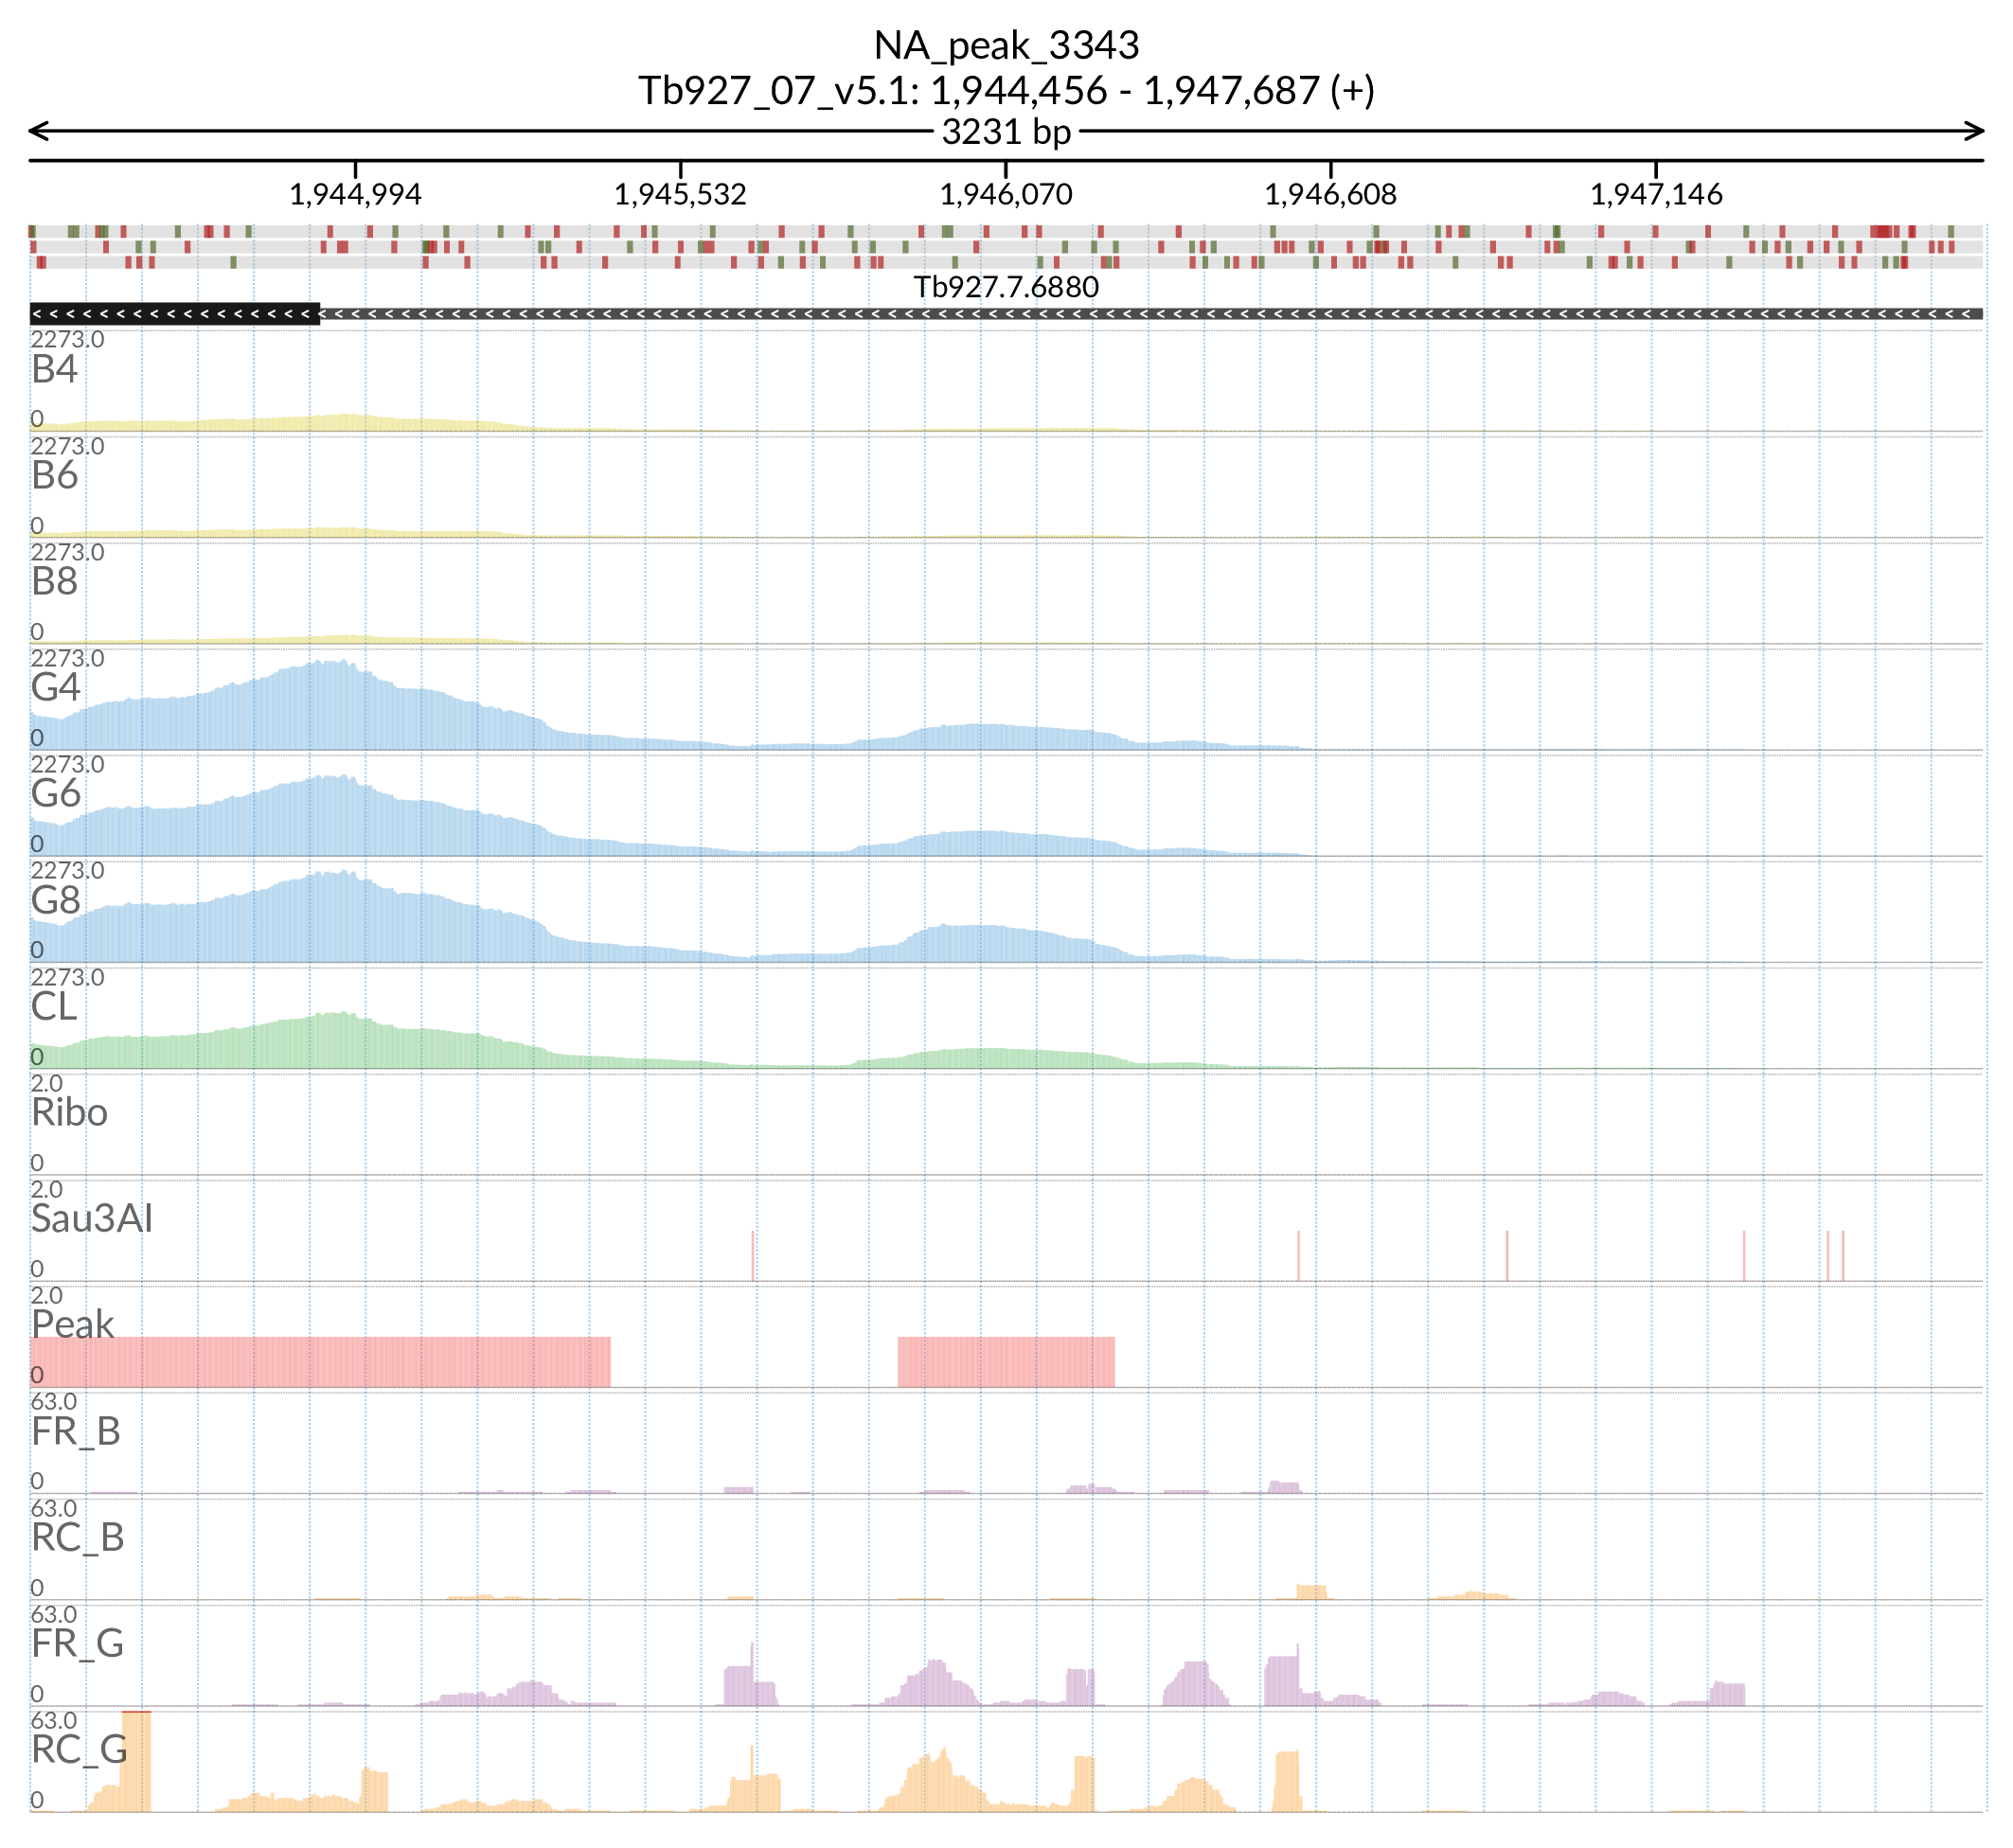 NA_peak_3343
Tb927_07_v5.1: 1,944,456 - 1,947,687 (+)
3231 bp
1,944,994 1,945,532 1,946,070 1,946,608 1,947,146
Tb927.7.6880
2273.0
B4
0
2273.0
B6
0
2273.0
B8
0
2273.0
G4
0
2273.0
G6
0
2273.0
G8
0
2273.0
CL
0
2.0
Ribo
0
2.0
Sau3AI
0
2.0
Peak
0
63.0
FR_B
0
63.0
RC_B
0
63.0
FR_G
0
63.0
RC_G
0